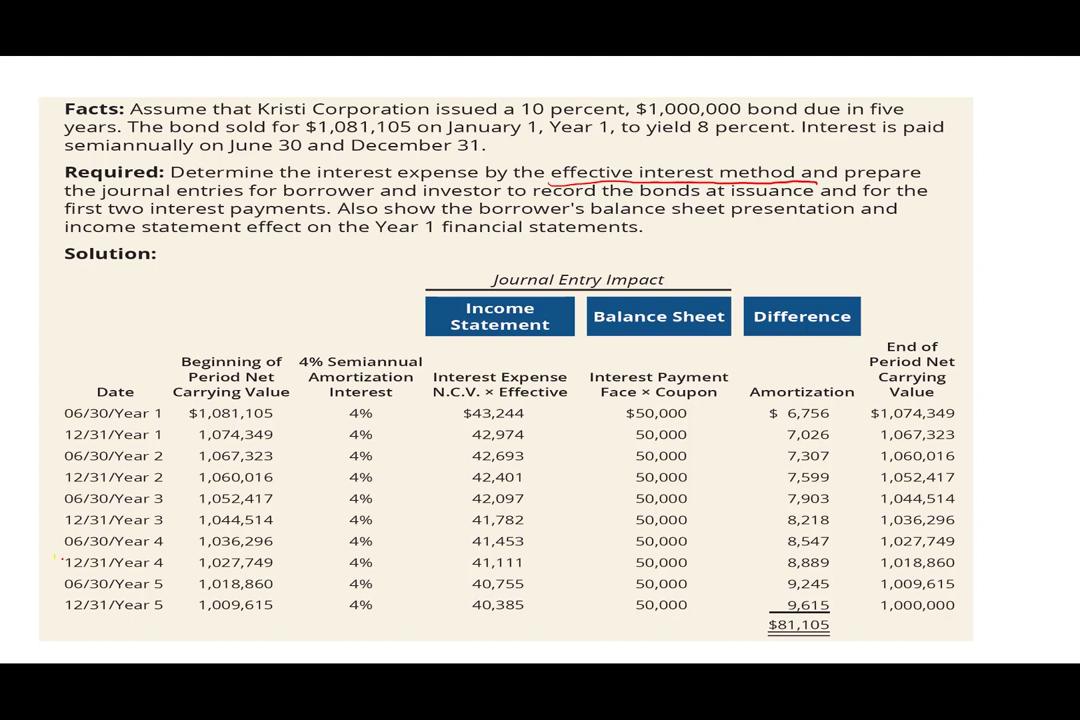 Facts: Assume that Kristi Corporation issued a 10 percent, $1,000,000 bond due in five
years. The bond sold for $1,081,105 on January 1, Year 1, to yield 8 percent. Interest is paid
semiannually on June 30 and December 31.
Required: Determine the interest expense by the effective interest method and prepare
the journal entries for borrower and investor to record the bonds at issuance and for the
first two interest payments. Also show the borrower's balance sheet presentation and
income statement effect on the Year 1 financial statements.
Solution:
Journal Entry Impact
Income Statement Balance Sheet Difference
Date Beginning of Period Net Carrying Value 4% Semiannual Amortization Interest Interest Expense N.C.V. × Effective Interest Payment Face × Coupon Amortization End of Period Net Carrying Value
06/30/Year 1 $1,081,105 4% $43,244 $50,000 $ 6,756 $1,074,349
12/31/Year 1 1,074,349 4% 42,974 50,000 7,026 1,067,323
06/30/Year 2 1,067,323 4% 42,693 50,000 7,307 1,060,016
12/31/Year 2 1,060,016 4% 42,401 50,000 7,599 1,052,417
06/30/Year 3 1,052,417 4% 42,097 50,000 7,903 1,044,514
12/31/Year 3 1,044,514 4% 41,782 50,000 8,218 1,036,296
06/30/Year 4 1,036,296 4% 41,453 50,000 8,547 1,027,749
12/31/Year 4 1,027,749 4% 41,111 50,000 8,889 1,018,860
06/30/Year 5 1,018,860 4% 40,755 50,000 9,245 1,009,615
12/31/Year 5 1,009,615 4% 40,385 50,000 9,615 1,000,000
$81,105